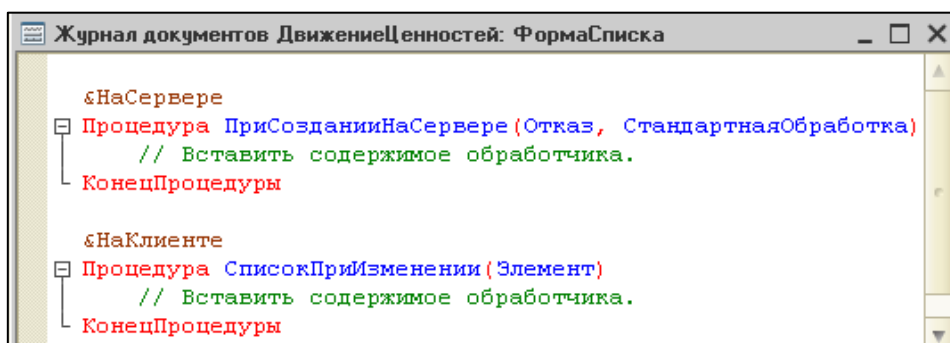 Журнал документов ДвижениеЦенностей: ФормаСписка
&НаСервере
Процедура ПриСозданииНаСервере(Отказ, СтандартнаяОбработка)
// Вставить содержимое обработчика.
КонецПроцедуры
&НаКлиенте
Процедура СписокПриИзменении(Элемент)
// Вставить содержимое обработчика.
КонецПроцедуры